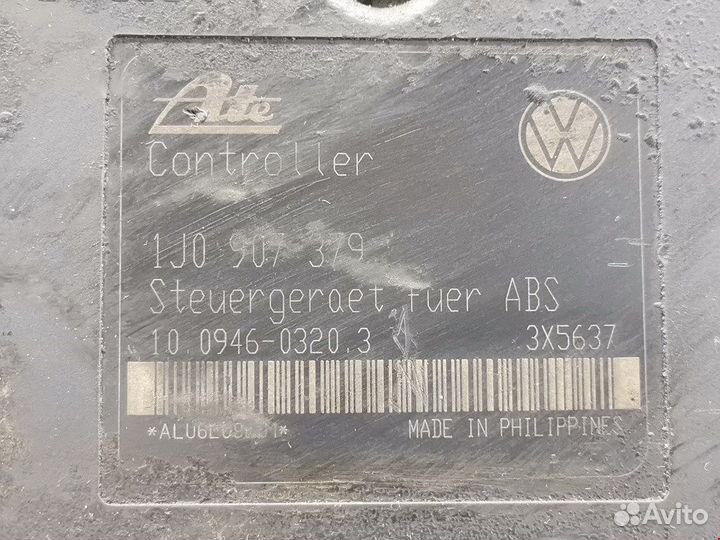 Ate
Controller
1J0 907 379
Steuergeraet fuer ABS
10.0946-0320.3 3X5637
MADE IN PHILIPPINES
Avito